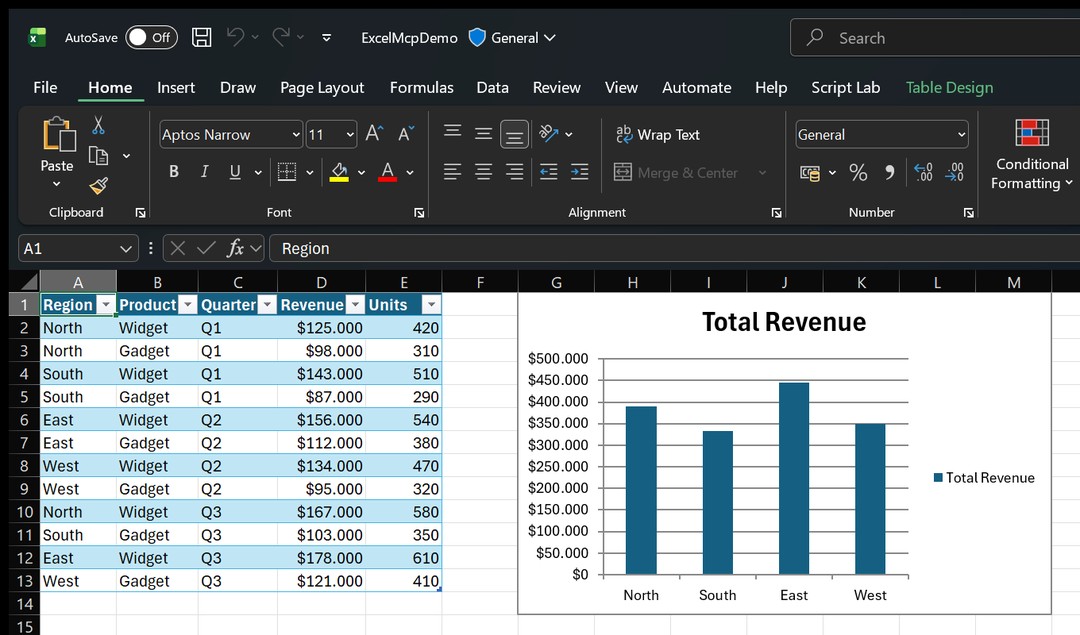 AutoSave Off ExcelMcpDemo General Search
File Home Insert Draw Page Layout Formulas Data Review View Automate Help Script Lab Table Design
Aptos Narrow 11 A A ab Wrap Text General
Paste B I U A Merge & Center % Conditional Formatting
Clipboard Font Alignment Number
A1 fx Region
A B C D E F G H I J K L M
1 Region Product Quarter Revenue Units
2 North Widget Q1 $125.000 420
3 North Gadget Q1 $98.000 310
4 South Widget Q1 $143.000 510
5 South Gadget Q1 $87.000 290
6 East Widget Q2 $156.000 540
7 East Gadget Q2 $112.000 380
8 West Widget Q2 $134.000 470
9 West Gadget Q2 $95.000 320
10 North Widget Q3 $167.000 580
11 South Gadget Q3 $103.000 350
12 East Widget Q3 $178.000 610
13 West Gadget Q3 $121.000 410
14
15
Total Revenue
$500.000
$450.000
$400.000
$350.000
$300.000
$250.000
$200.000
$150.000
$100.000
$50.000
$0
North South East West
Total Revenue